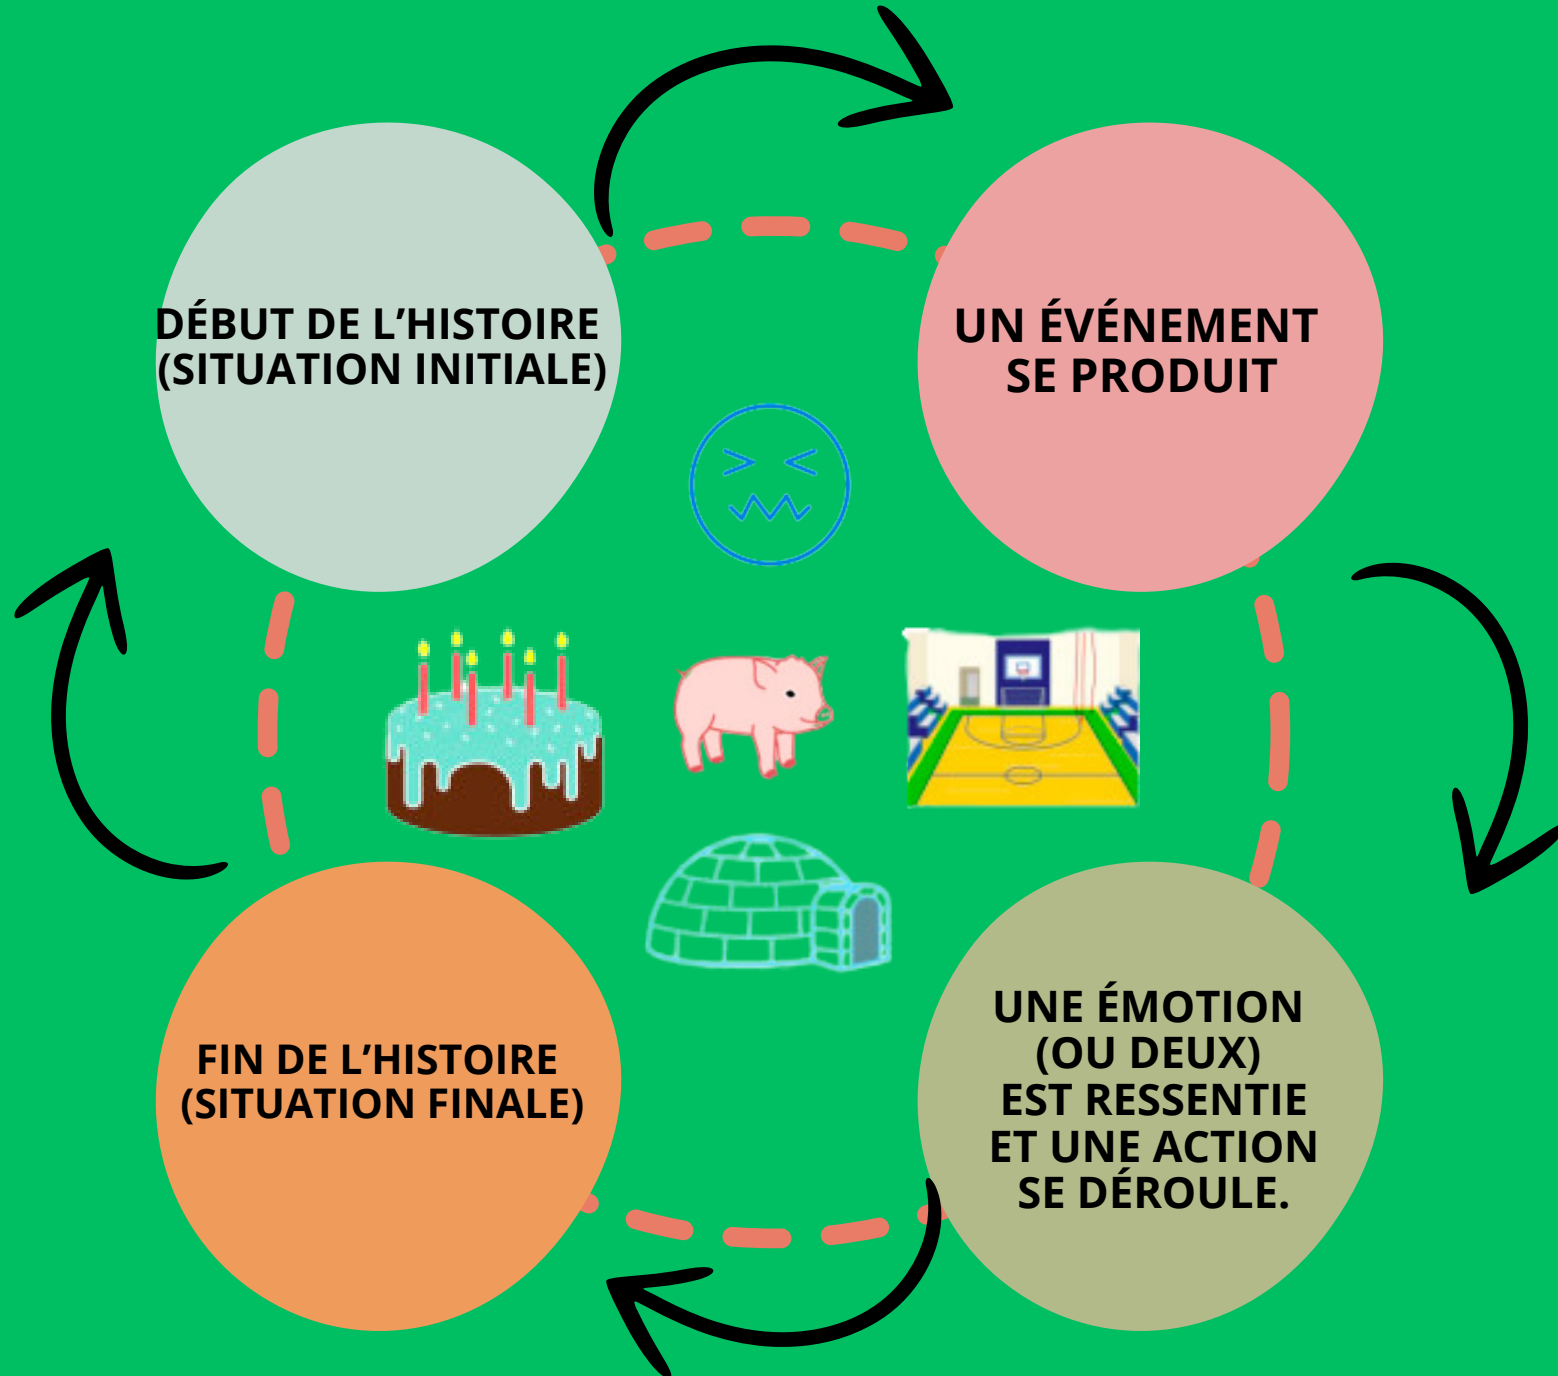 DÉBUT DE L’HISTOIRE
(SITUATION INITIALE)
UN ÉVÉNEMENT
SE PRODUIT
UNE ÉMOTION
(OU DEUX)
EST RESSENTIE
ET UNE ACTION
SE DÉROULE.
FIN DE L’HISTOIRE
(SITUATION FINALE)